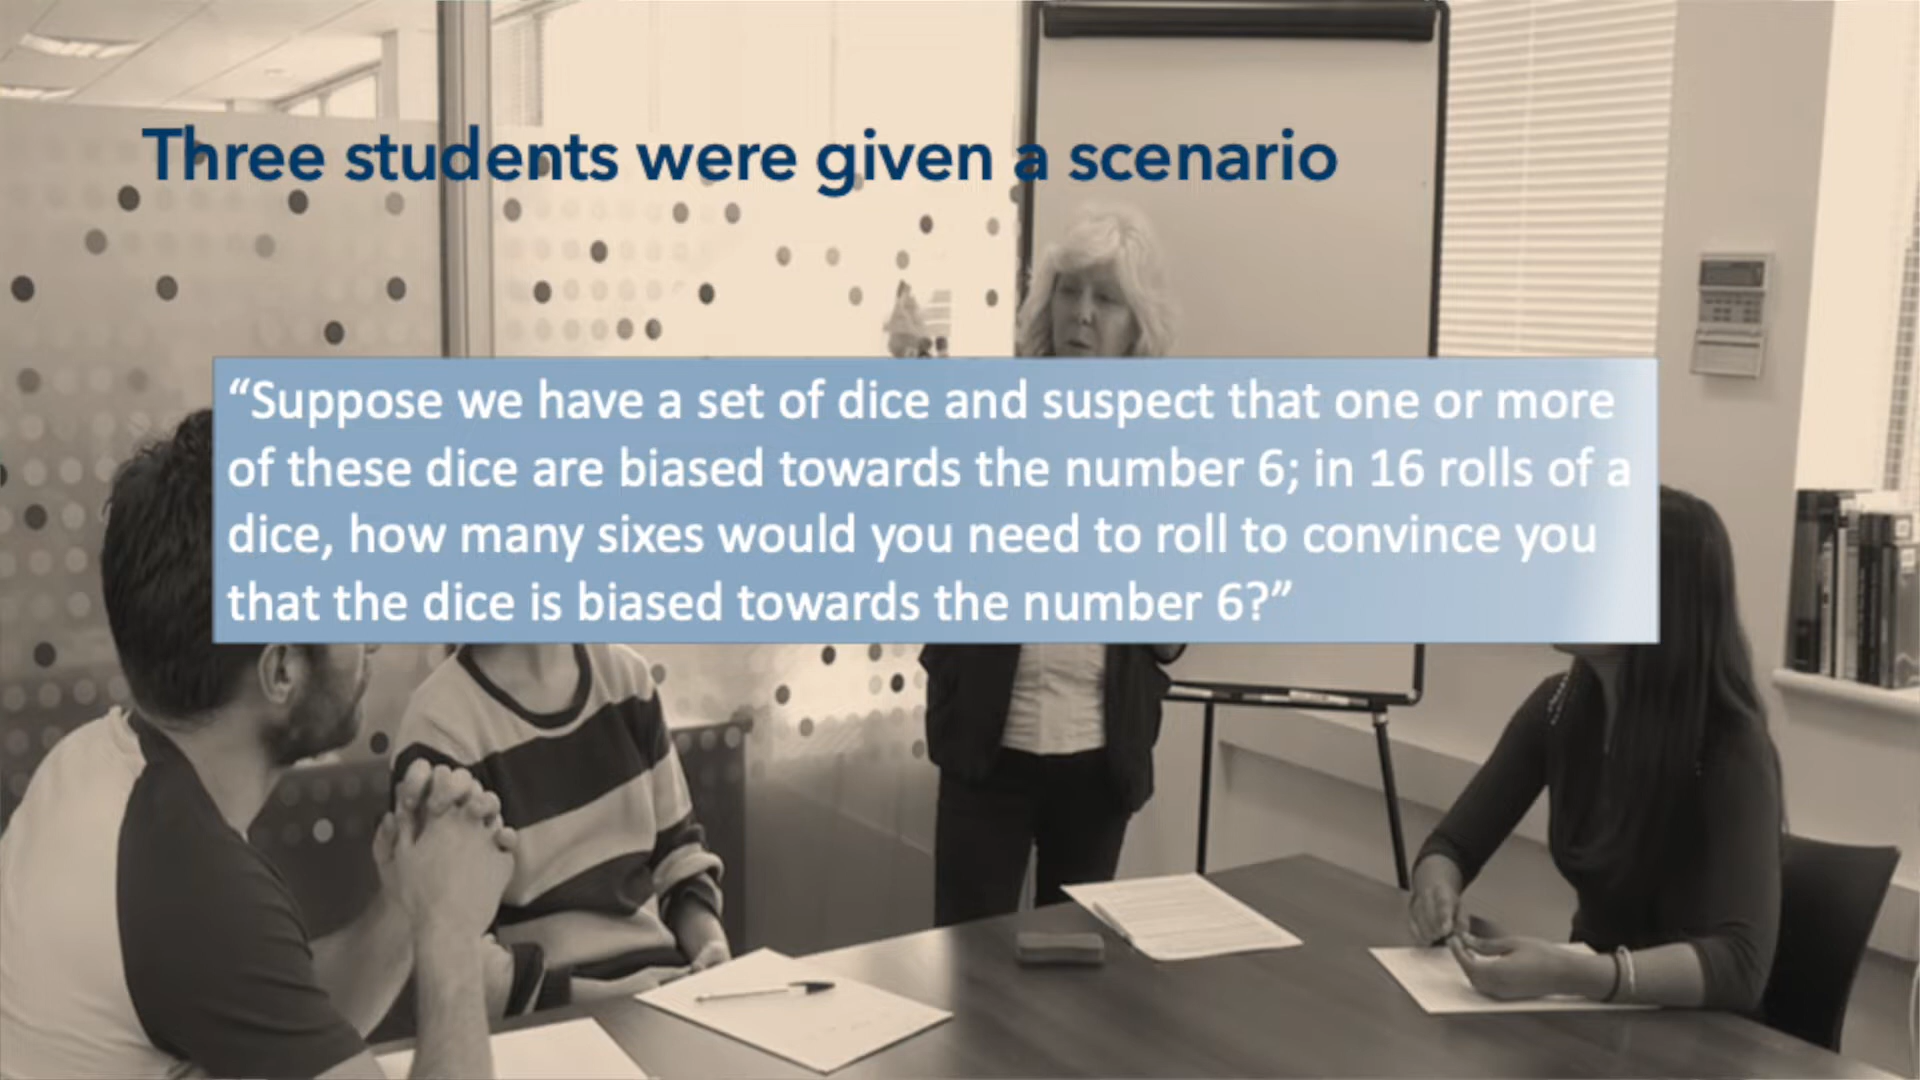 Three students were given a scenario
“Suppose we have a set of dice and suspect that one or more
of these dice are biased towards the number 6; in 16 rolls of a
dice, how many sixes would you need to roll to convince you
that the dice is biased towards the number 6?”